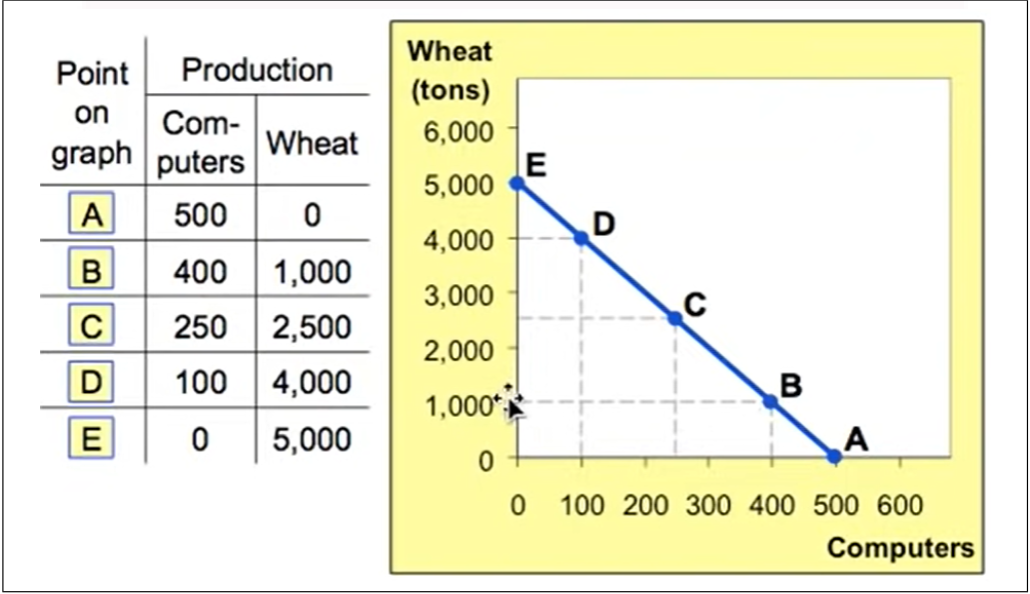 Point on graph
Production
Com-
puters
Wheat
A 500 0
B 400 1,000
C 250 2,500
D 100 4,000
E 0 5,000
Wheat
(tons)
6,000
5,000
4,000
3,000
2,000
1,000
0
E
D
C
B
A
0 100 200 300 400 500 600
Computers